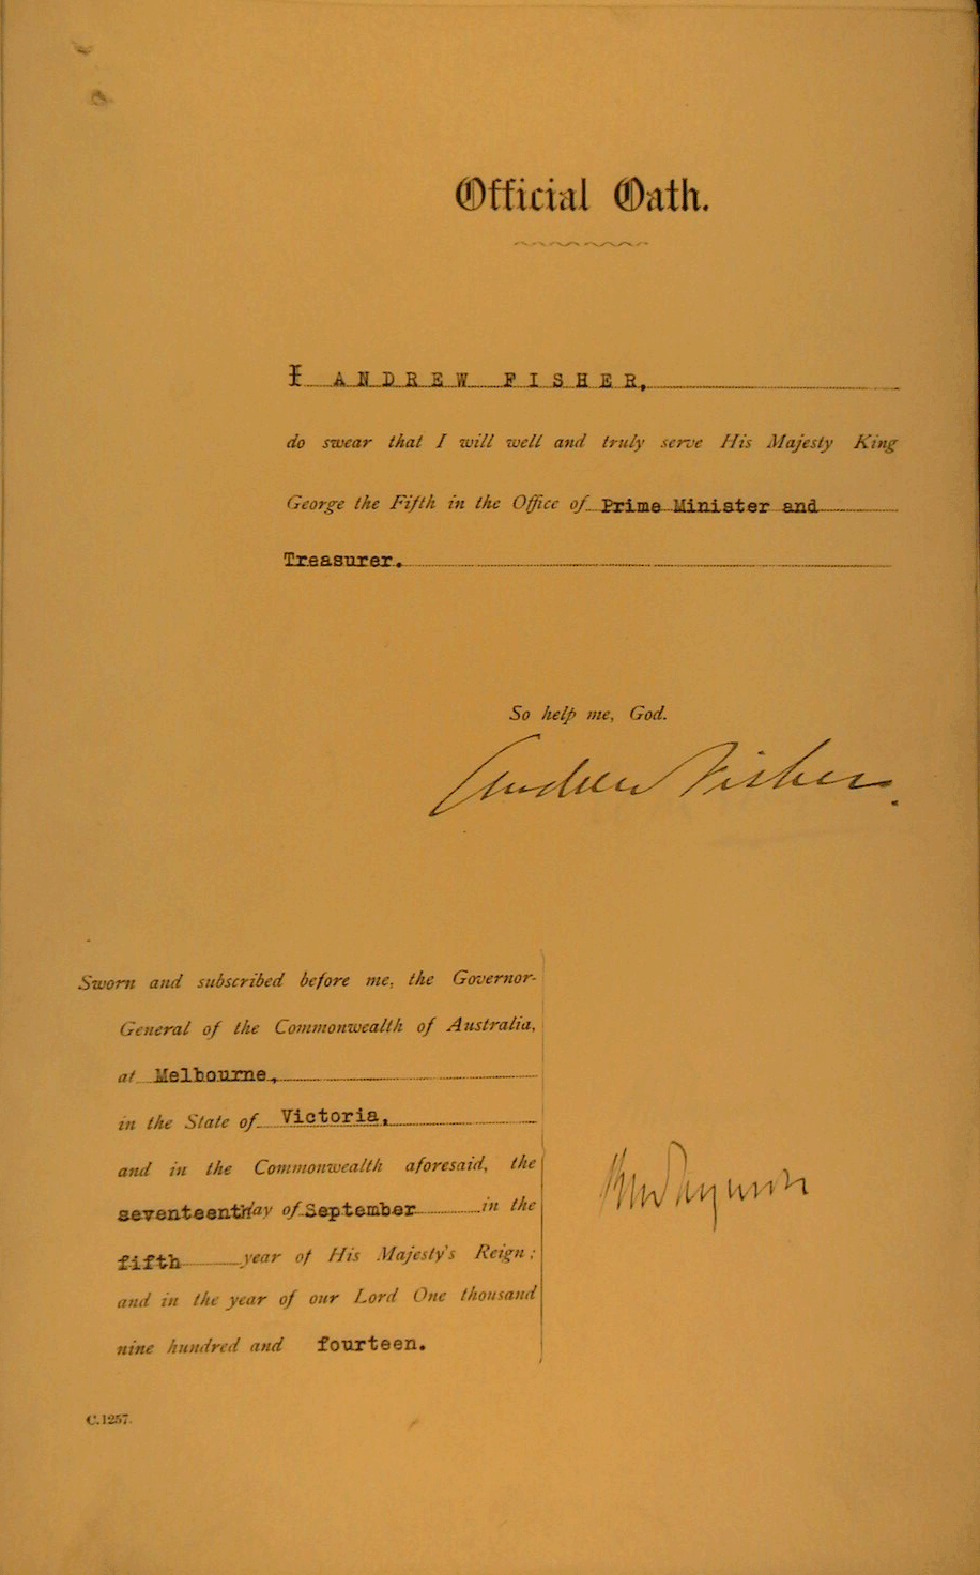 Official Oath.
I ANDREW FISHER,
do swear that I will well and truly serve His Majesty King
George the Fifth in the Office of Prime Minister and
Treasurer.
So help me, God.
Andrew Fisher.
Sworn and subscribed before me, the Governor-
General of the Commonwealth of Australia,
at Melbourne,
in the State of Victoria,
and in the Commonwealth aforesaid, the
seventeenth day of September in the
fifth year of His Majesty's Reign;
and in the year of our Lord One thousand
nine hundred and fourteen.
C.1257.